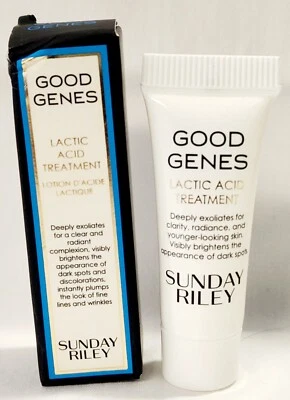 GENES
GOOD
GENES
LACTIC
ACID
TREATMENT
LOTION D'ACIDE
LACTIQUE
Deeply exoliates
for a clear and
radiant
complexion, visibly
brightens the
appearance of
dark spots and
discolorations,
instantly plumps
the look of fine
lines and wrinkles
SUNDAY
RILEY
GOOD
GENES
LACTIC ACID
TREATMENT
Deeply exfoliates for
clarity, radiance, and
younger-looking skin.
Visibly brightens the
appearance of dark spots
SUNDAY
RILEY